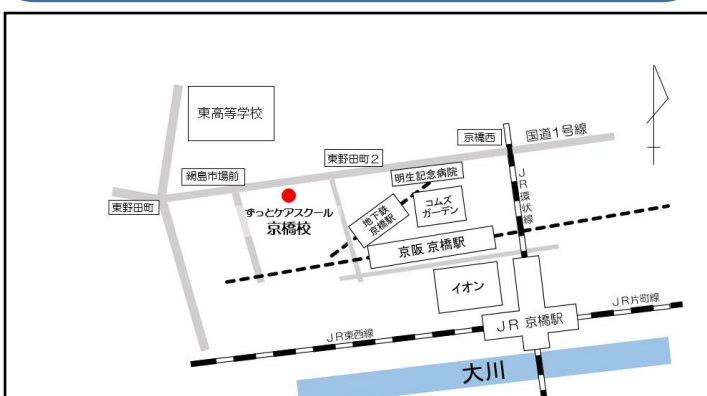 東高等学校
京橋西
国道1号線
東野田町2
網島市場前
明生記念病院
JR環状線
東野田町
ずっとケアスクール
京橋校
地下鉄
京橋駅
コムズ
ガーデン
京阪 京橋駅
イオン
JR片町線
JR東西線
JR 京橋駅
大川